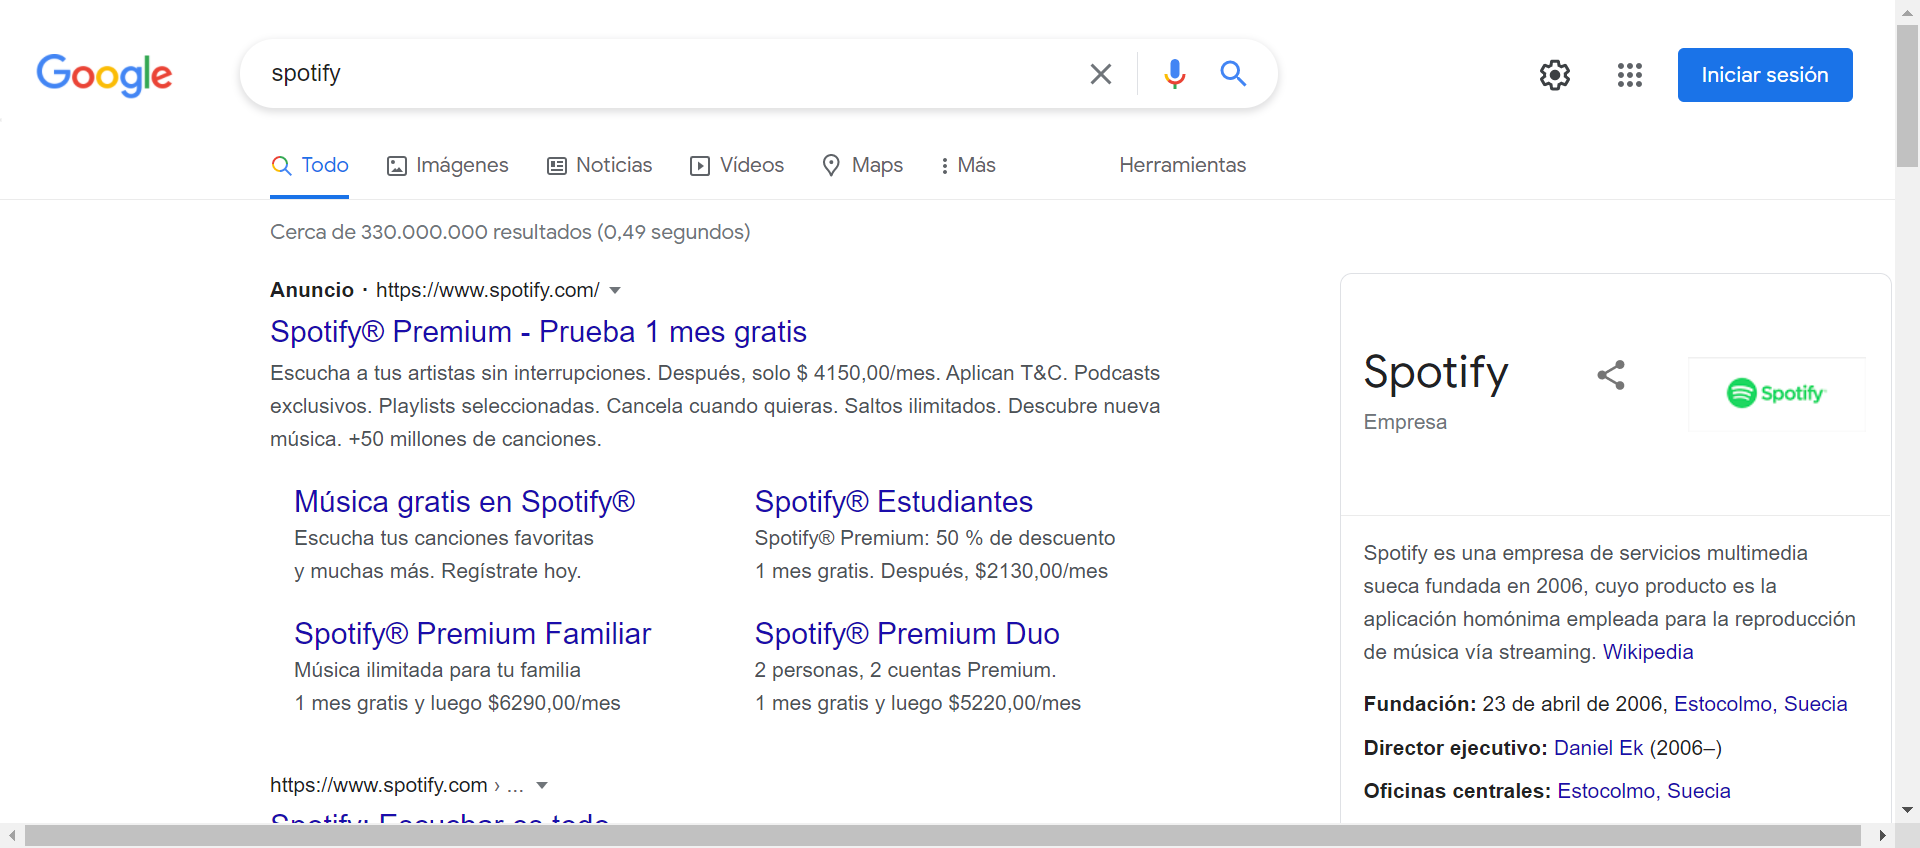 Google
spotify
Iniciar sesión
Todo
Imágenes
Noticias
Vídeos
Maps
Más
Herramientas
Cerca de 330.000.000 resultados (0,49 segundos)
Anuncio · https://www.spotify.com/
Spotify® Premium - Prueba 1 mes gratis
Escucha a tus artistas sin interrupciones. Después, solo $ 4150,00/mes. Aplican T&C. Podcasts
exclusivos. Playlists seleccionadas. Cancela cuando quieras. Saltos ilimitados. Descubre nueva
música. +50 millones de canciones.
Música gratis en Spotify®
Escucha tus canciones favoritas
y muchas más. Regístrate hoy.
Spotify® Estudiantes
Spotify® Premium: 50 % de descuento
1 mes gratis. Después, $2130,00/mes
Spotify® Premium Familiar
Música ilimitada para tu familia
1 mes gratis y luego $6290,00/mes
Spotify® Premium Duo
2 personas, 2 cuentas Premium.
1 mes gratis y luego $5220,00/mes
https://www.spotify.com › ...
Spotify: Escuchar es todo
Spotify
Empresa
Spotify
Spotify es una empresa de servicios multimedia
sueca fundada en 2006, cuyo producto es la
aplicación homónima empleada para la reproducción
de música vía streaming. Wikipedia
Fundación: 23 de abril de 2006, Estocolmo, Suecia
Director ejecutivo: Daniel Ek (2006–)
Oficinas centrales: Estocolmo, Suecia